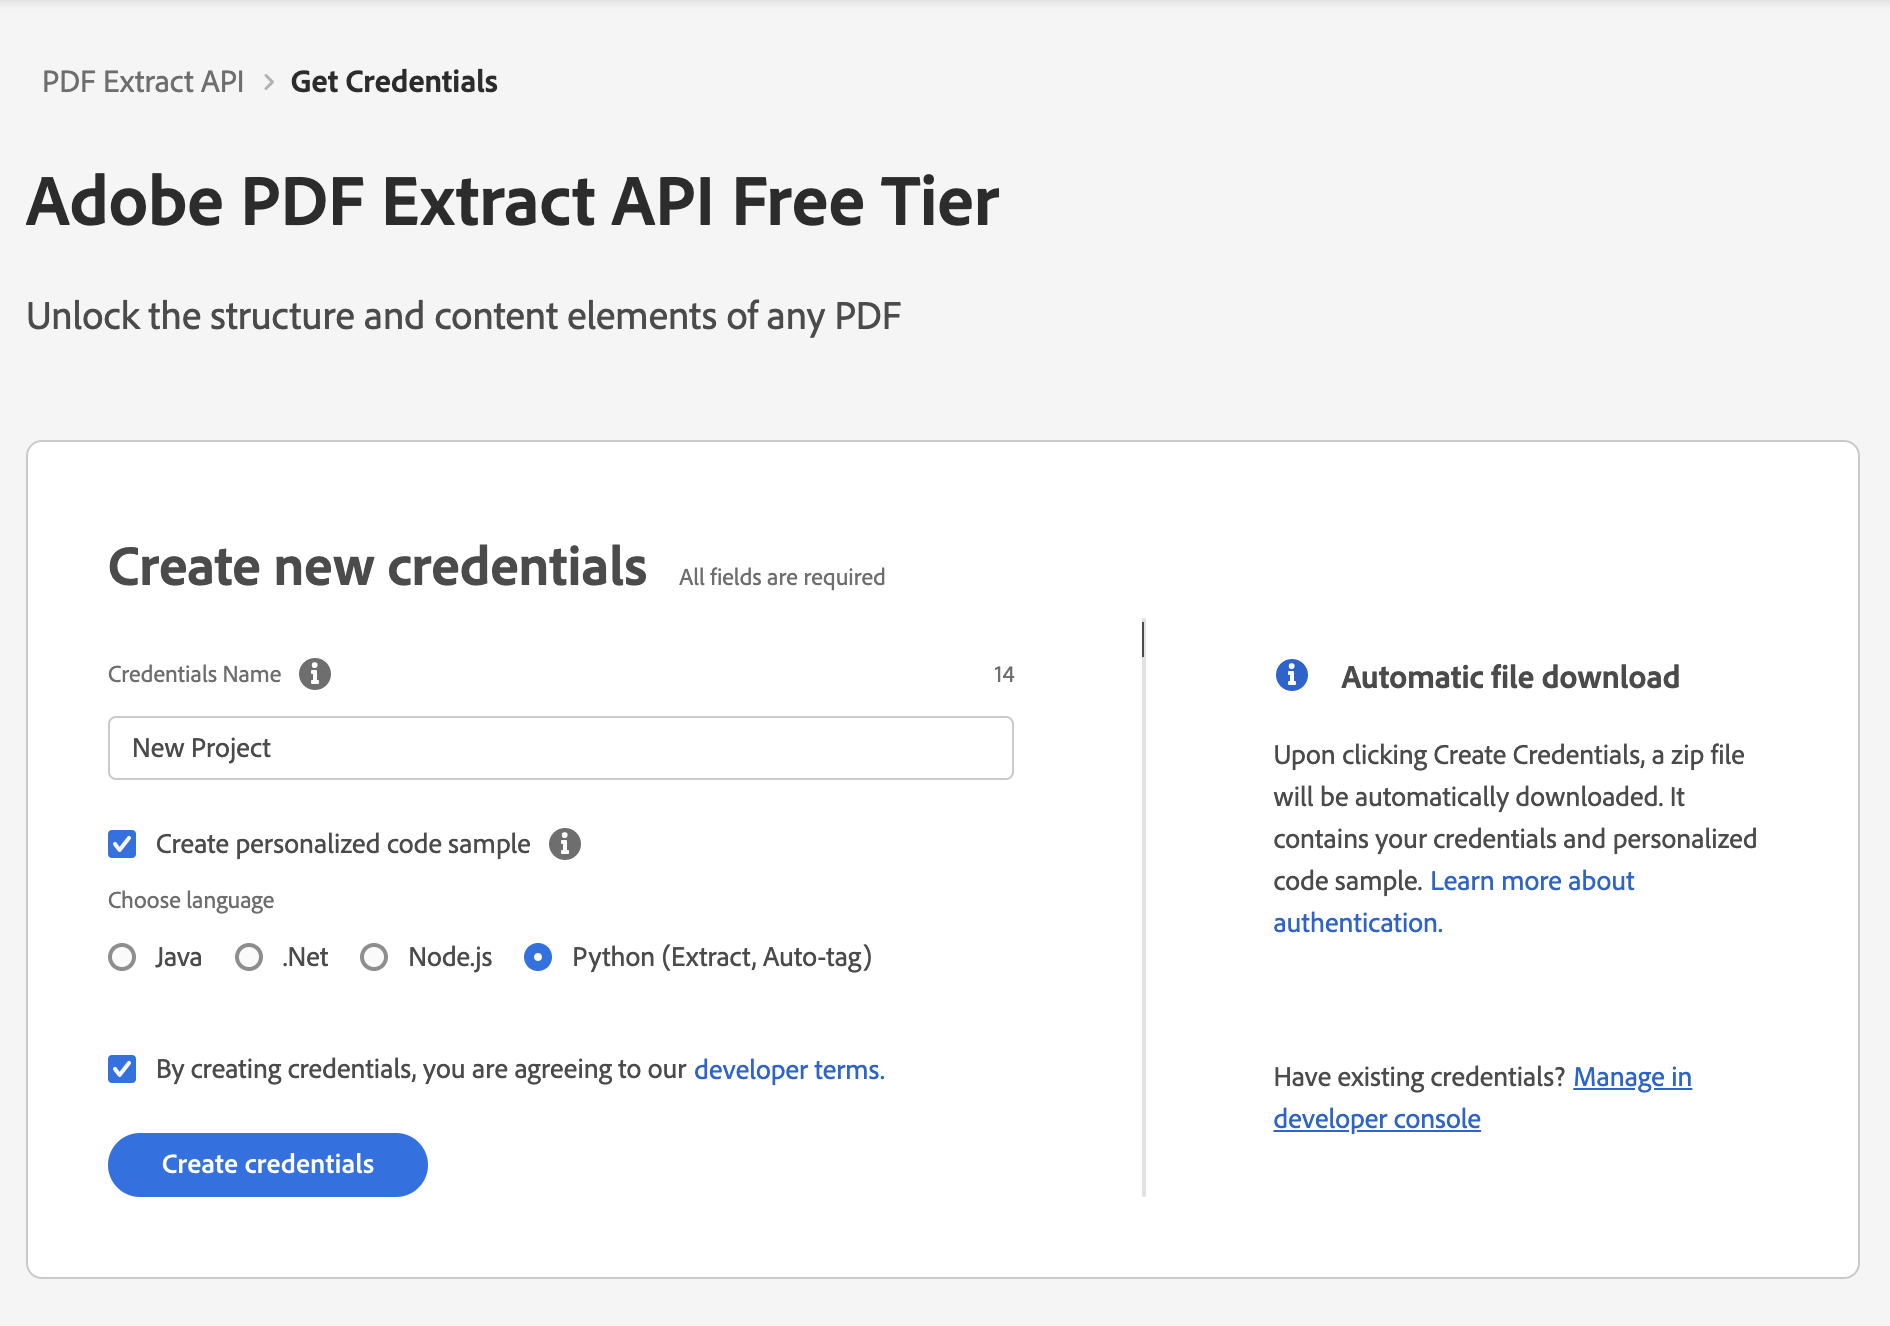 PDF Extract API > Get Credentials
Adobe PDF Extract API Free Tier
Unlock the structure and content elements of any PDF
Create new credentials All fields are required
Credentials Name 14
New Project
Create personalized code sample
Choose language
Java .Net Node.js Python (Extract, Auto-tag)
By creating credentials, you are agreeing to our developer terms.
Create credentials
Automatic file download
Upon clicking Create Credentials, a zip file
will be automatically downloaded. It
contains your credentials and personalized
code sample. Learn more about
authentication.
Have existing credentials? Manage in
developer console